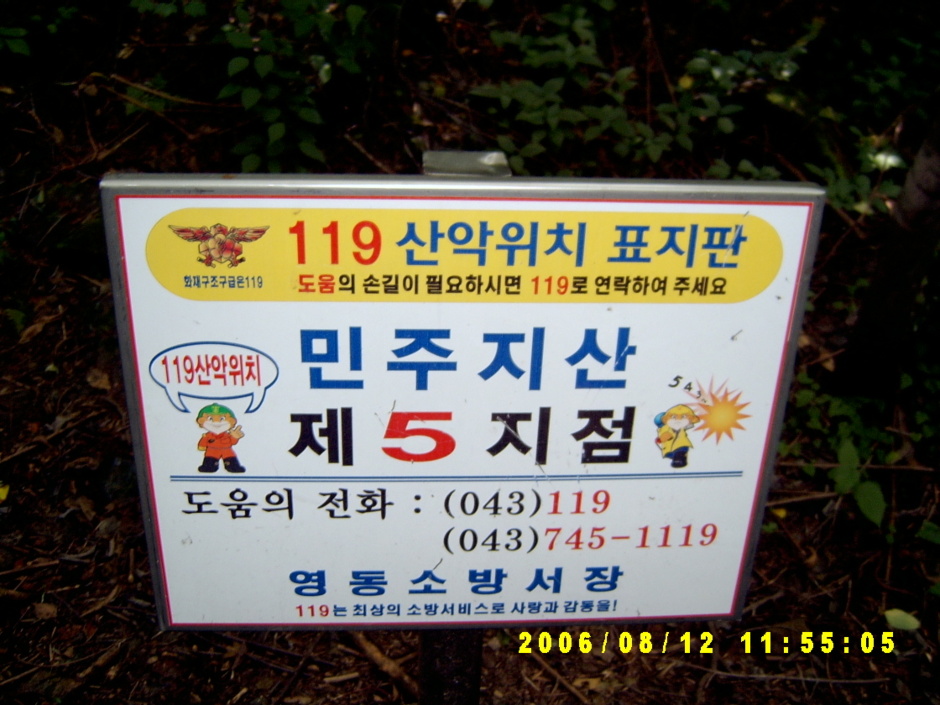 119 산악위치 표지판
화재구조구급은119
도움의 손길이 필요하시면 119로 연락하여 주세요
민주지산
119산악위치
제 5 지점
도움의 전화 : (043)119
(043)745-1119
영동소방서장
119는 최상의 소방서비스로 사랑과 감동을!
2006/08/12 11:55:05